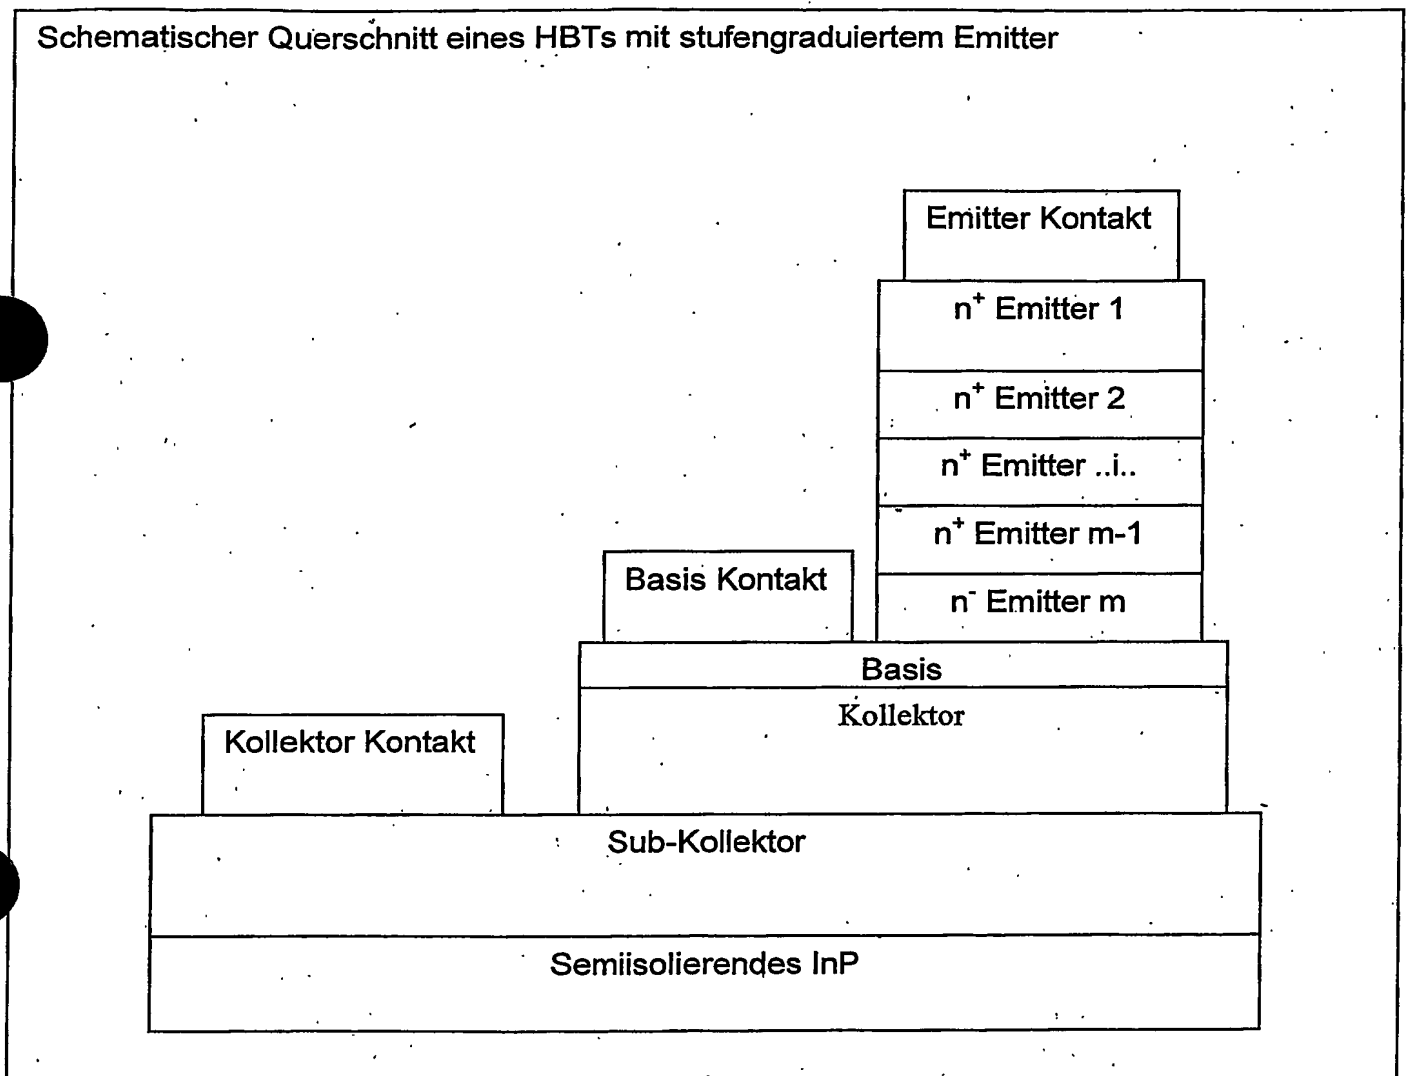 Schematischer Querschnitt eines HBTs mit stufengraduiertem Emitter
Emitter Kontakt
n⁺ Emitter 1
n⁺ Emitter 2
n⁺ Emitter ..i..
n⁺ Emitter m-1
n⁻ Emitter m
Basis Kontakt
Basis
Kollektor
Kollektor Kontakt
Sub-Kollektor
Semiisolierendes InP